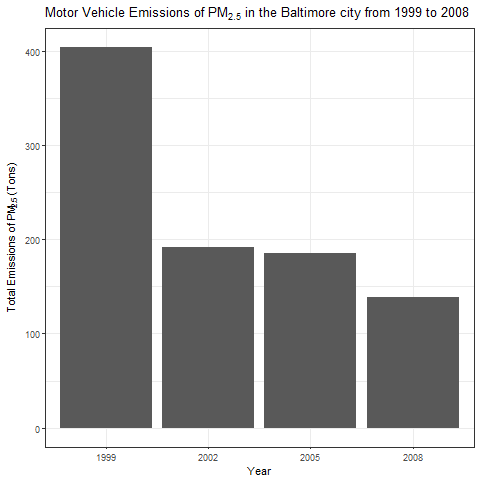 Motor Vehicle Emissions of PM2.5 in the Baltimore city from 1999 to 2008
Total Emissions of PM2.5 (Tons)
400
300
200
100
0
1999 2002 2005 2008
Year